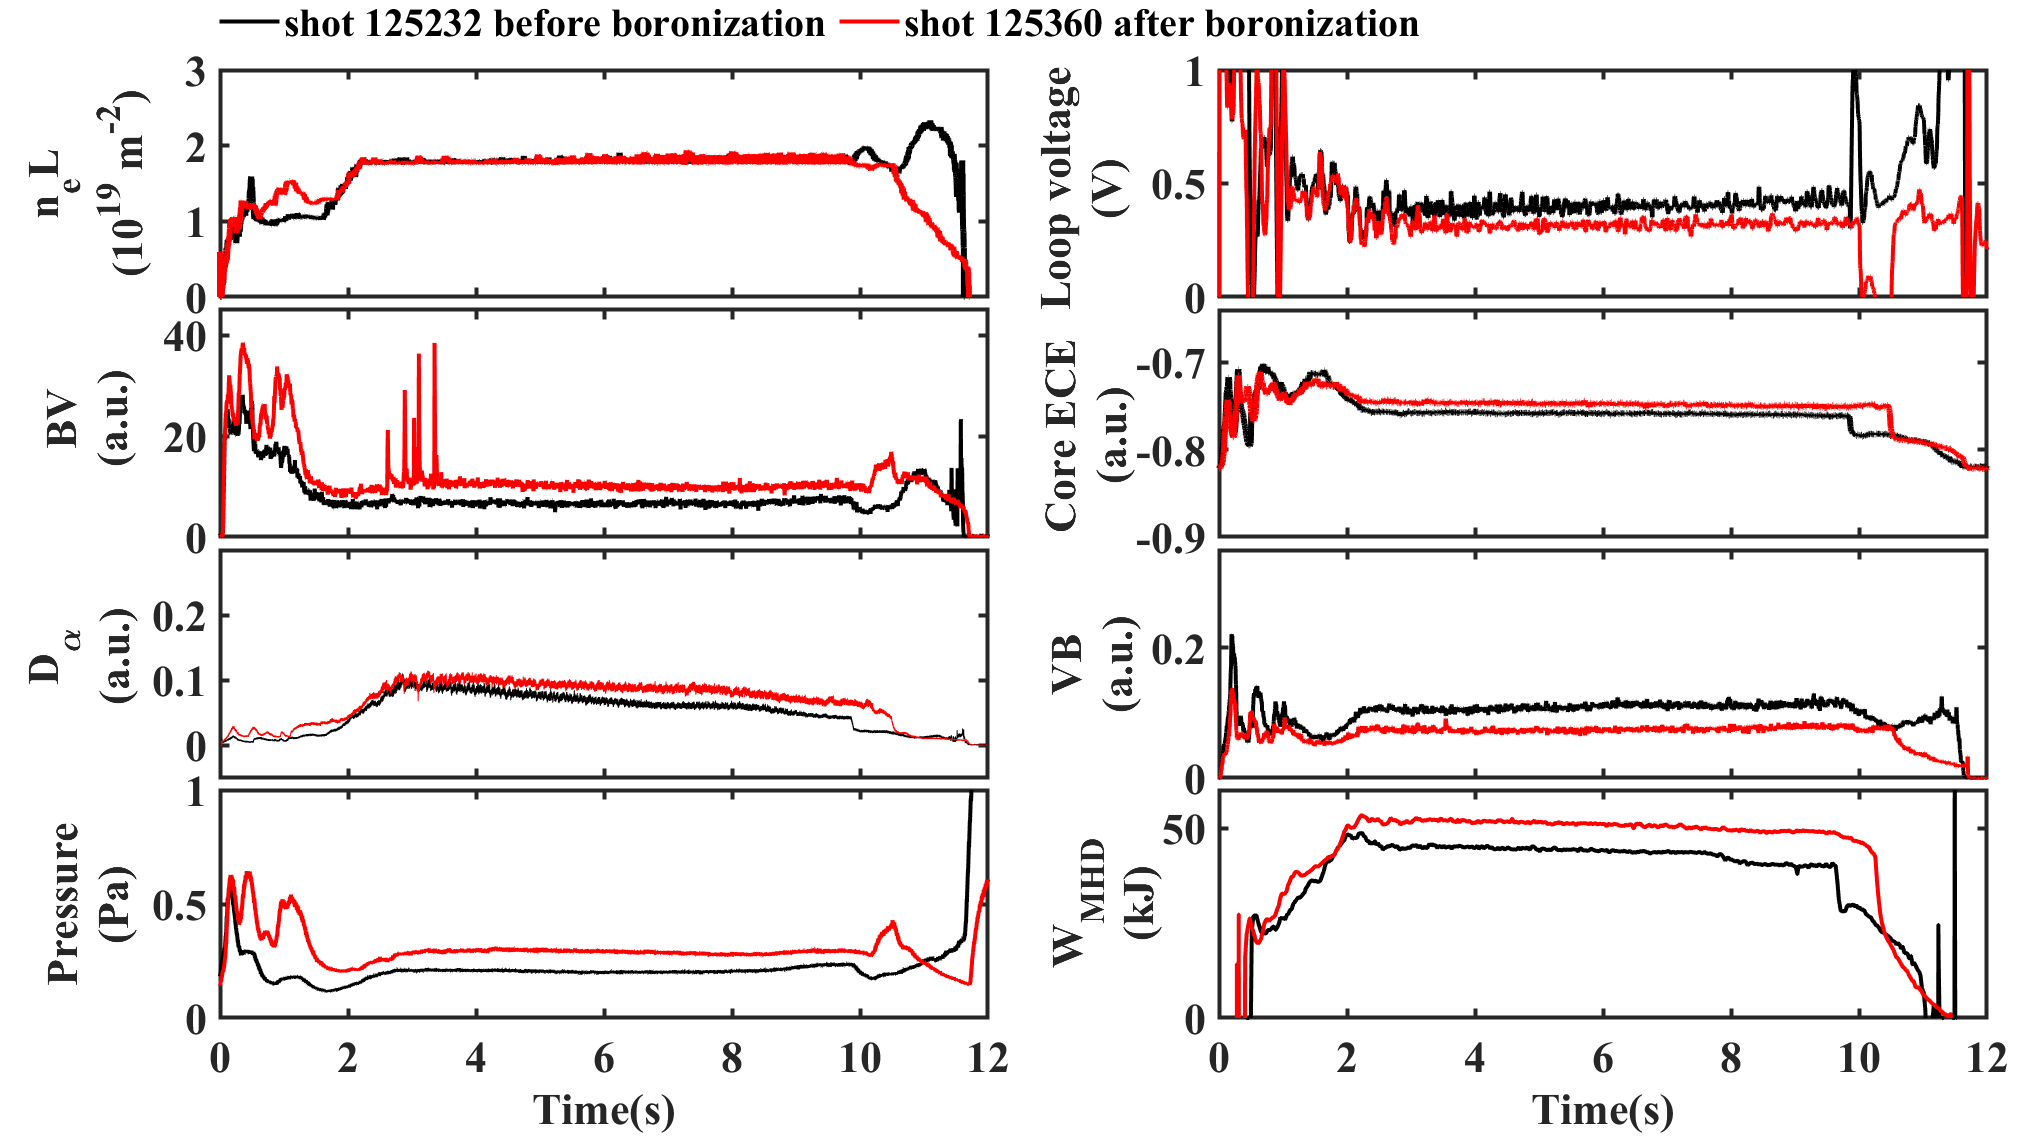 shot 125232 before boronization shot 125360 after boronization
n_e L
(10^19 m^-2)
3
2
1
0
BV
(a.u.)
40
20
0
D_α
(a.u.)
0.2
0.1
0
Pressure
(Pa)
1
0.5
0
0 2 4 6 8 10 12
Time(s)
Loop voltage
(V)
1
0.5
0
Core ECE
(a.u.)
-0.7
-0.8
-0.9
VB
(a.u.)
0.2
0
W_MHD
(kJ)
50
0
0 2 4 6 8 10 12
Time(s)